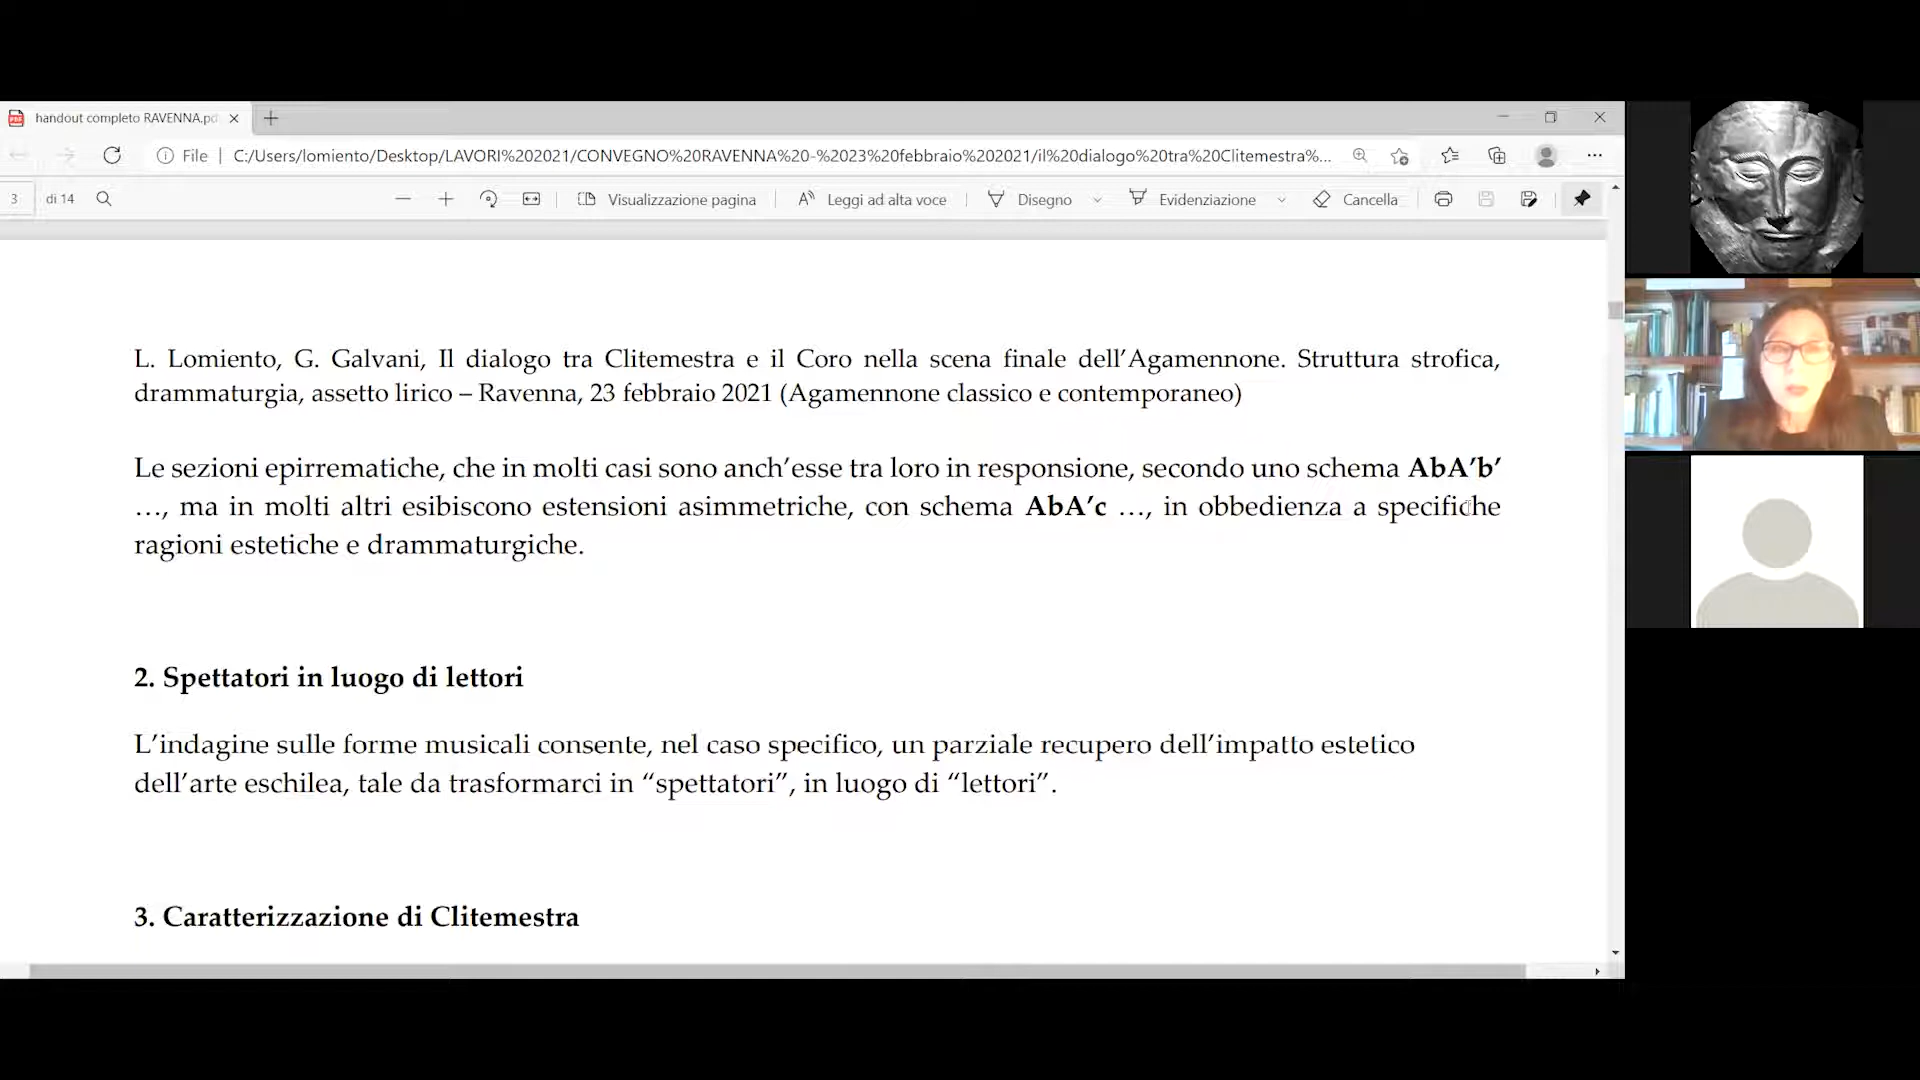 handout completo RAVENNA.pd
File
C:/Users/lomiento/Desktop/LAVORI%202021/CONVEGNO%20RAVENNA%20-%2023%20febbraio%202021/il%20dialogo%20tra%20Clitemestra%...
3 di 14
Visualizzazione pagina
Leggi ad alta voce
Disegno
Evidenziazione
Cancella
L. Lomiento, G. Galvani, Il dialogo tra Clitemestra e il Coro nella scena finale dell’Agamennone. Struttura strofica,
drammaturgia, assetto lirico – Ravenna, 23 febbraio 2021 (Agamennone classico e contemporaneo)
Le sezioni epirrematiche, che in molti casi sono anch’esse tra loro in responsione, secondo uno schema AbA’b’
…, ma in molti altri esibiscono estensioni asimmetriche, con schema AbA’c …, in obbedienza a specifiche
ragioni estetiche e drammaturgiche.
2. Spettatori in luogo di lettori
L’indagine sulle forme musicali consente, nel caso specifico, un parziale recupero dell’impatto estetico
dell’arte eschilea, tale da trasformarci in “spettatori”, in luogo di “lettori”.
3. Caratterizzazione di Clitemestra